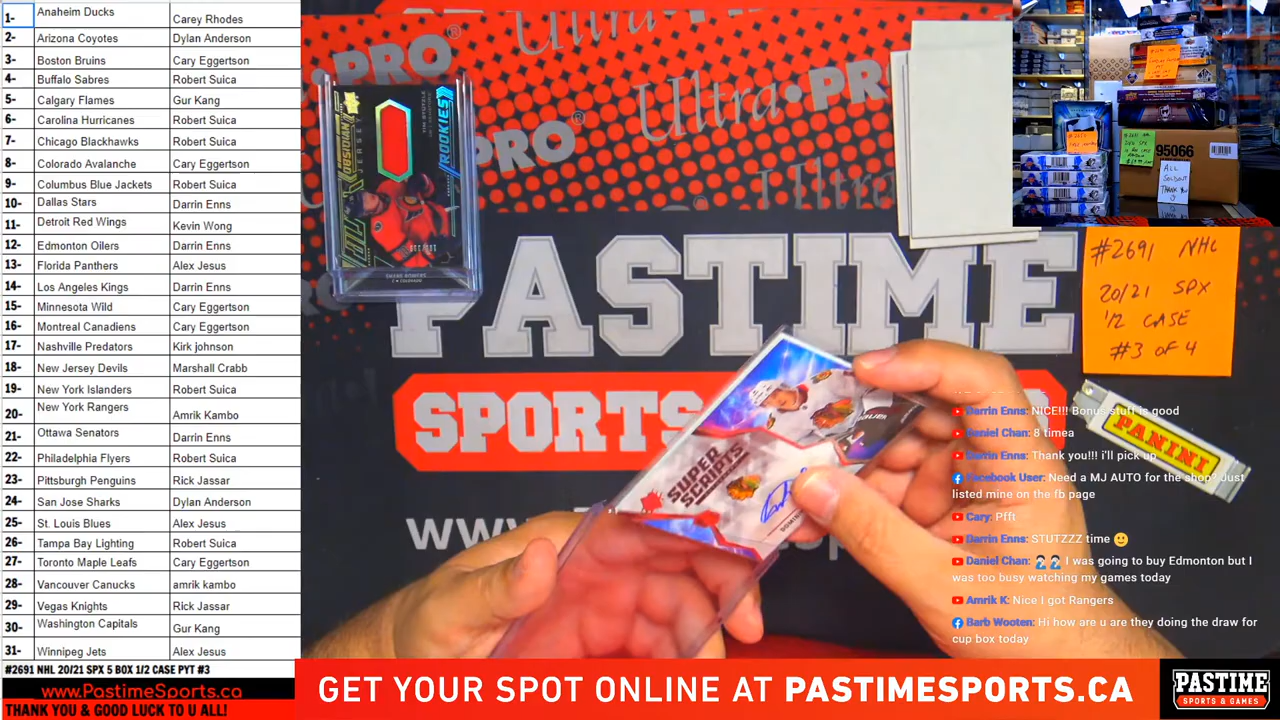 1- Anaheim Ducks Carey Rhodes
2- Arizona Coyotes Dylan Anderson
3- Boston Bruins Cary Eggertson
4- Buffalo Sabres Robert Suica
5- Calgary Flames Gur Kang
6- Carolina Hurricanes Robert Suica
7- Chicago Blackhawks Robert Suica
8- Colorado Avalanche Cary Eggertson
9- Columbus Blue Jackets Robert Suica
10- Dallas Stars Darrin Enns
11- Detroit Red Wings Kevin Wong
12- Edmonton Oilers Darrin Enns
13- Florida Panthers Alex Jesus
14- Los Angeles Kings Darrin Enns
15- Minnesota Wild Cary Eggertson
16- Montreal Canadiens Cary Eggertson
17- Nashville Predators Kirk johnson
18- New Jersey Devils Marshall Crabb
19- New York Islanders Robert Suica
20- New York Rangers Amrik Kambo
21- Ottawa Senators Darrin Enns
22- Philadelphia Flyers Robert Suica
23- Pittsburg Penguins Rick Jassar
24- San Jose Sharks Dylan Anderson
25- St. Louis Blues Alex Jesus
26- Tampa Bay Lighting Robert Suica
27- Toronto Maple Leafs Cary Eggertson
28- Vancouver Canucks amrik kambo
29- Vegas Knights Rick Jassar
30- Washington Capitals Gur Kang
31- Winnipeg Jets Alex Jesus
#2691 NHL 20/21 SPX 5 BOX 1/2 CASE PYT #3
www.PastimeSports.ca
THANK YOU & GOOD LUCK TO U ALL!
PRO
Ultra
Ultra•PRO
PRO
ROOKIES
TIM STUTZLE
PASTIME
SPORTS
www.
SUPER
SCRIPTS
95066
ALL
SOLDOUT
THANK YOU
#2691 NHL
20/21 SPX
1/2 CASE
#3 OF 4
PANINI
Darrin Enns: NICE!!! Bonus stuff is good
Daniel Chan: 8 timea
Darrin Enns: Thank you!!! i'll pick up
Facebook User: Need a MJ AUTO for the shop? Just
listed mine on the fb page
Cary: Pfft
Darrin Enns: STUTZZZ time 🙂
Daniel Chan: 🤦🏻‍♂️🤦🏻‍♂️ I was going to buy Edmonton but I
was too busy watching my games today
Amrik K: Nice I got Rangers
Barb Wooten: Hi how are u are they doing the draw for
cup box today
GET YOUR SPOT ONLINE AT PASTIMESPORTS.CA
PASTIME
SPORTS & GAMES